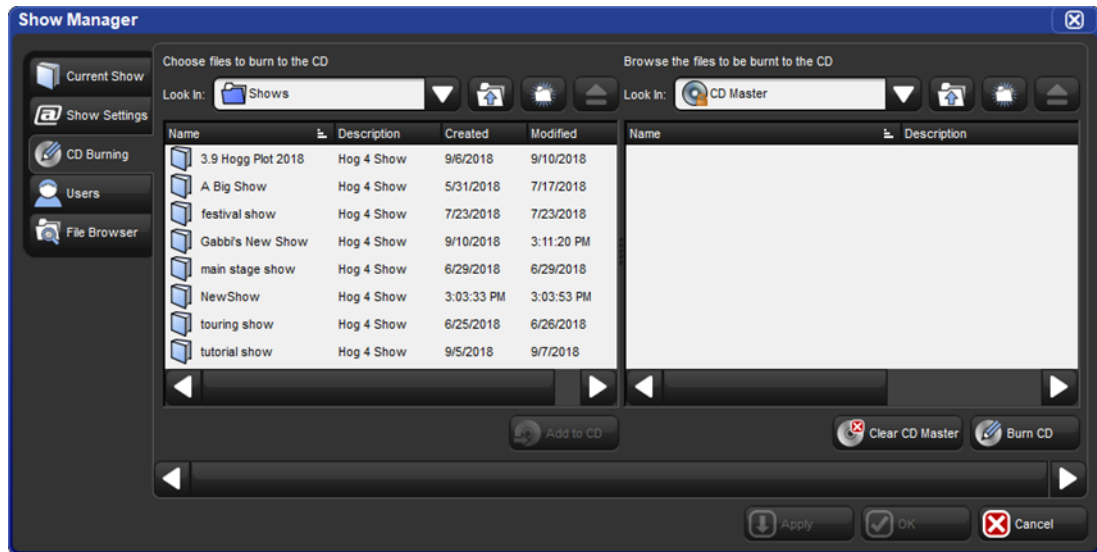 Show Manager
Current Show
Show Settings
CD Burning
Users
File Browser
Choose files to burn to the CD
Look In: Shows
Name Description Created Modified
3.9 Hogg Plot 2018 Hog 4 Show 9/6/2018 9/10/2018
A Big Show Hog 4 Show 5/31/2018 7/17/2018
festival show Hog 4 Show 7/23/2018 7/23/2018
Gabbi's New Show Hog 4 Show 9/10/2018 3:11:20 PM
main stage show Hog 4 Show 6/29/2018 6/29/2018
NewShow Hog 4 Show 3:03:33 PM 3:03:53 PM
touring show Hog 4 Show 6/25/2018 6/26/2018
tutorial show Hog 4 Show 9/5/2018 9/7/2018
Add to CD
Browse the files to be burnt to the CD
Look In: CD Master
Name Description
Clear CD Master Burn CD
Apply OK Cancel